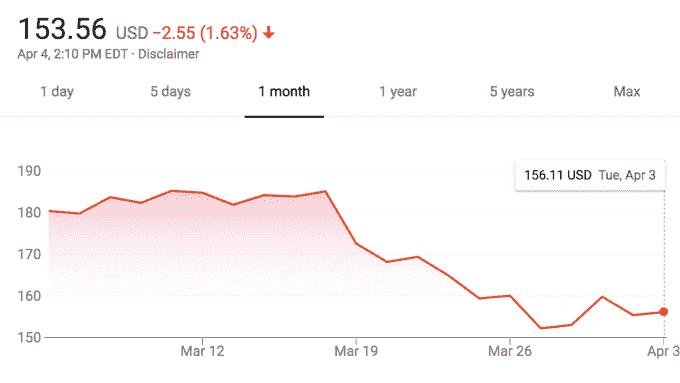 153.56 USD −2.55 (1.63%)
Apr 4, 2:10 PM EDT · Disclaimer
1 day 5 days 1 month 1 year 5 years Max
190
156.11 USD Tue, Apr 3
180
170
160
150
Mar 12 Mar 19 Mar 26 Apr 3